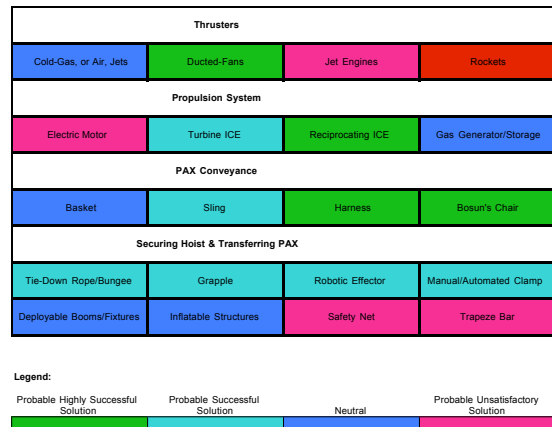 Thrusters
Cold-Gas, or Air, Jets Ducted-Fans Jet Engines Rockets
Propulsion System
Electric Motor Turbine ICE Reciprocating ICE Gas Generator/Storage
PAX Conveyance
Basket Sling Harness Bosun's Chair
Securing Hoist & Transferring PAX
Tie-Down Rope/Bungee Grapple Robotic Effector Manual/Automated Clamp
Deployable Booms/Fixtures Inflatable Structures Safety Net Trapeze Bar
Legend:
Probable Highly Successful Probable Successful Probable Unsatisfactory
Solution Solution Neutral Solution